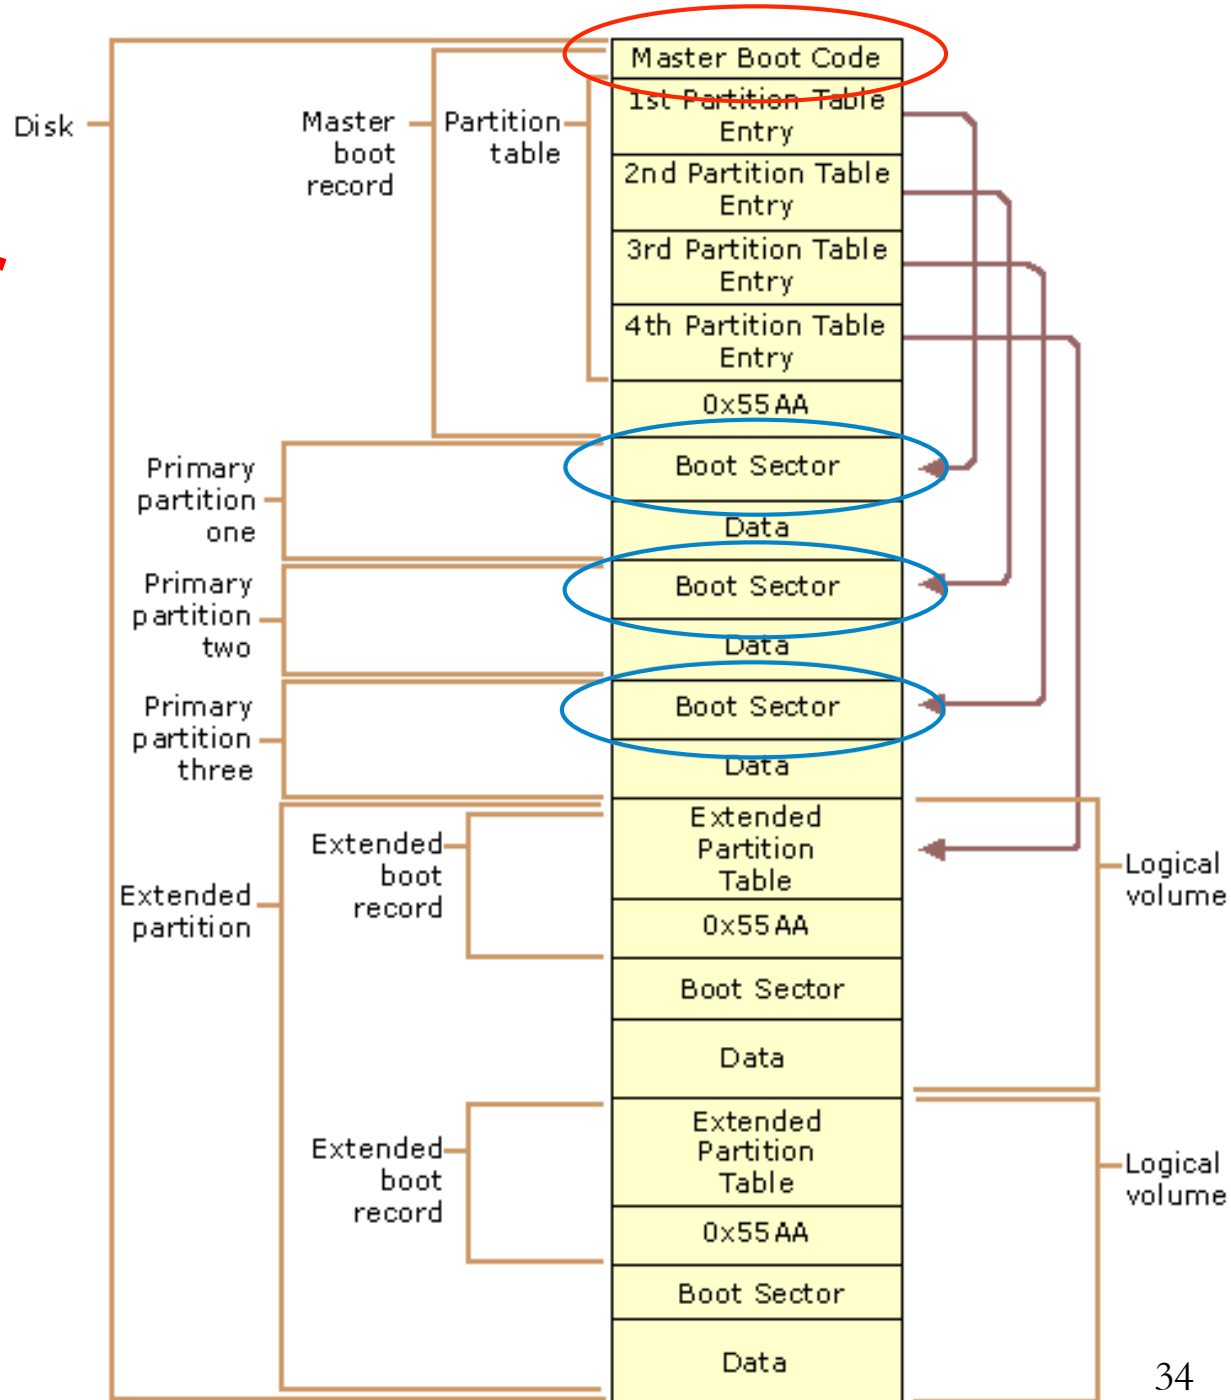 Master Boot Code
1st Partition Table
Entry
Disk
Master
boot
record
Partition
table
2nd Partition Table
Entry
3rd Partition Table
Entry
4th Partition Table
Entry
0x55AA
Primary
partition
one
Boot Sector
Data
Primary
partition
two
Boot Sector
Data
Primary
partition
three
Boot Sector
Data
Extended
partition
Extended
boot
record
Extended
Partition
Table
0x55AA
Boot Sector
Data
Logical
volume
Extended
boot
record
Extended
Partition
Table
0x55AA
Boot Sector
Data
Logical
volume
34